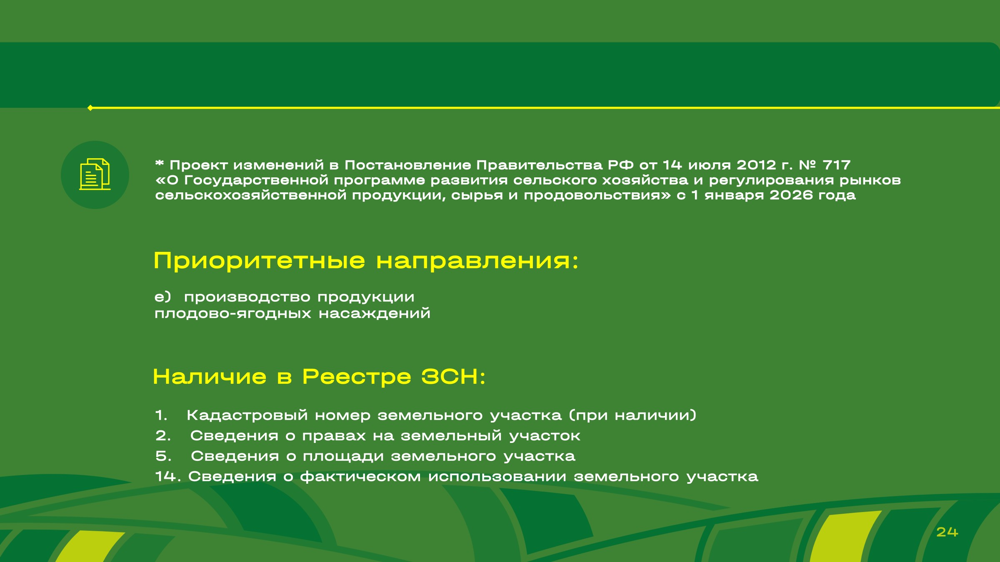 * Проект изменений в Постановление Правительства РФ от 14 июля 2012 г. № 717
«О Государственной программе развития сельского хозяйства и регулирования рынков
сельскохозяйственной продукции, сырья и продовольствия» с 1 января 2026 года
Приоритетные направления:
е) производство продукции
плодово-ягодных насаждений
Наличие в Реестре ЗСН:
1. Кадастровый номер земельного участка (при наличии)
2. Сведения о правах на земельный участок
5. Сведения о площади земельного участка
14. Сведения о фактическом использовании земельного участка
24